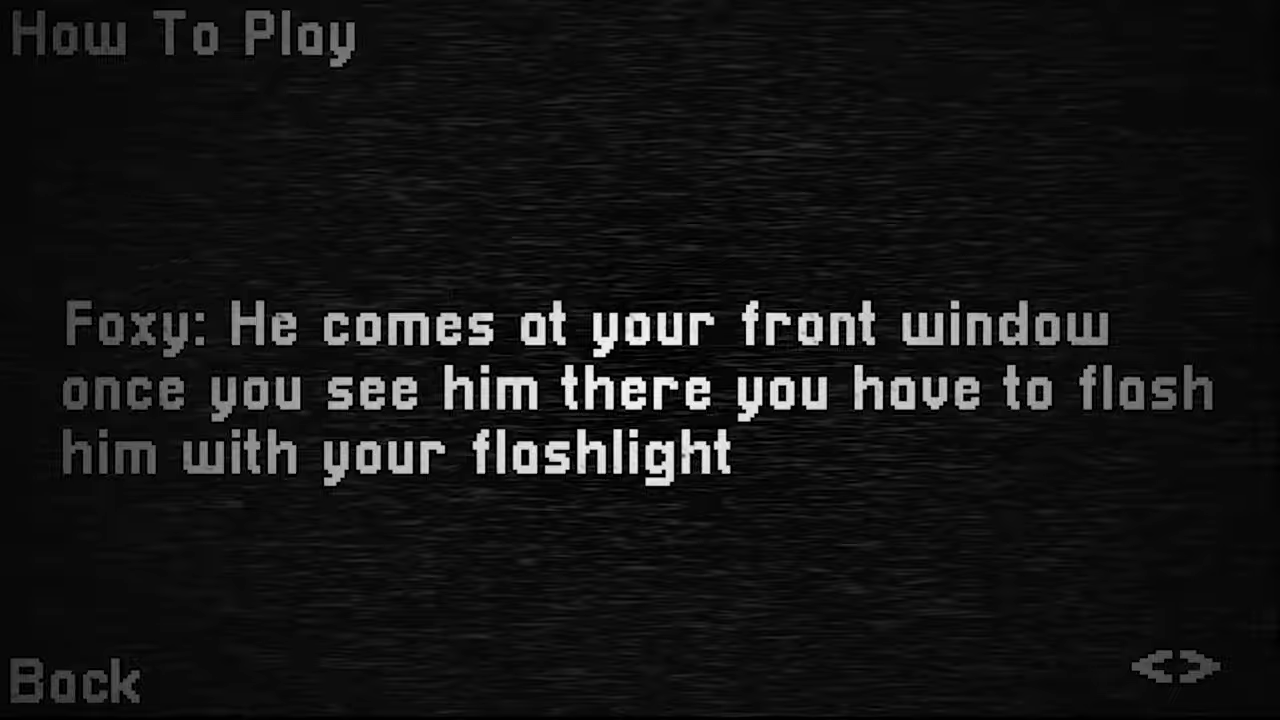 How To Play
Foxy: He comes at your front window
once you see him there you have to flash
him with your flashlight
Back
<>